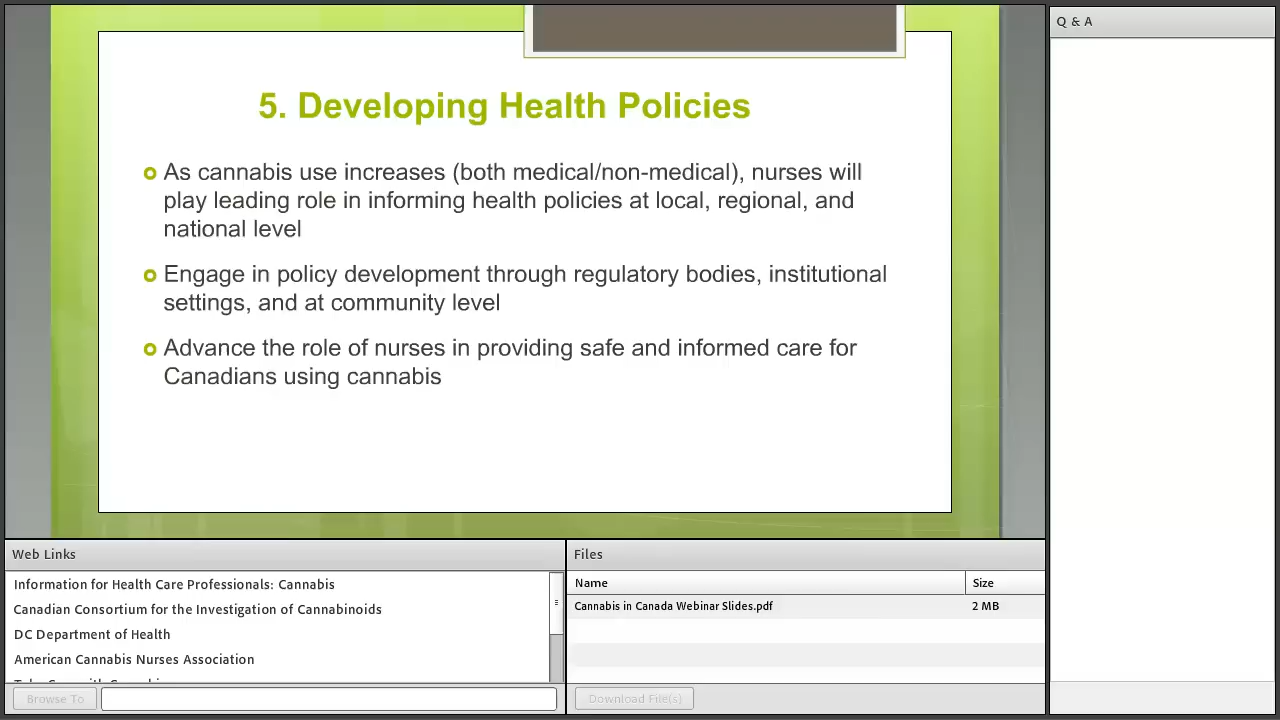 5. Developing Health Policies
As cannabis use increases (both medical/non-medical), nurses will
play leading role in informing health policies at local, regional, and
national level
Engage in policy development through regulatory bodies, institutional
settings, and at community level
Advance the role of nurses in providing safe and informed care for
Canadians using cannabis
Q & A
Web Links
Information for Health Care Professionals: Cannabis
Canadian Consortium for the Investigation of Cannabinoids
DC Department of Health
American Cannabis Nurses Association
Browse To
Files
Name Size
Cannabis in Canada Webinar Slides.pdf 2 MB
Download File(s)